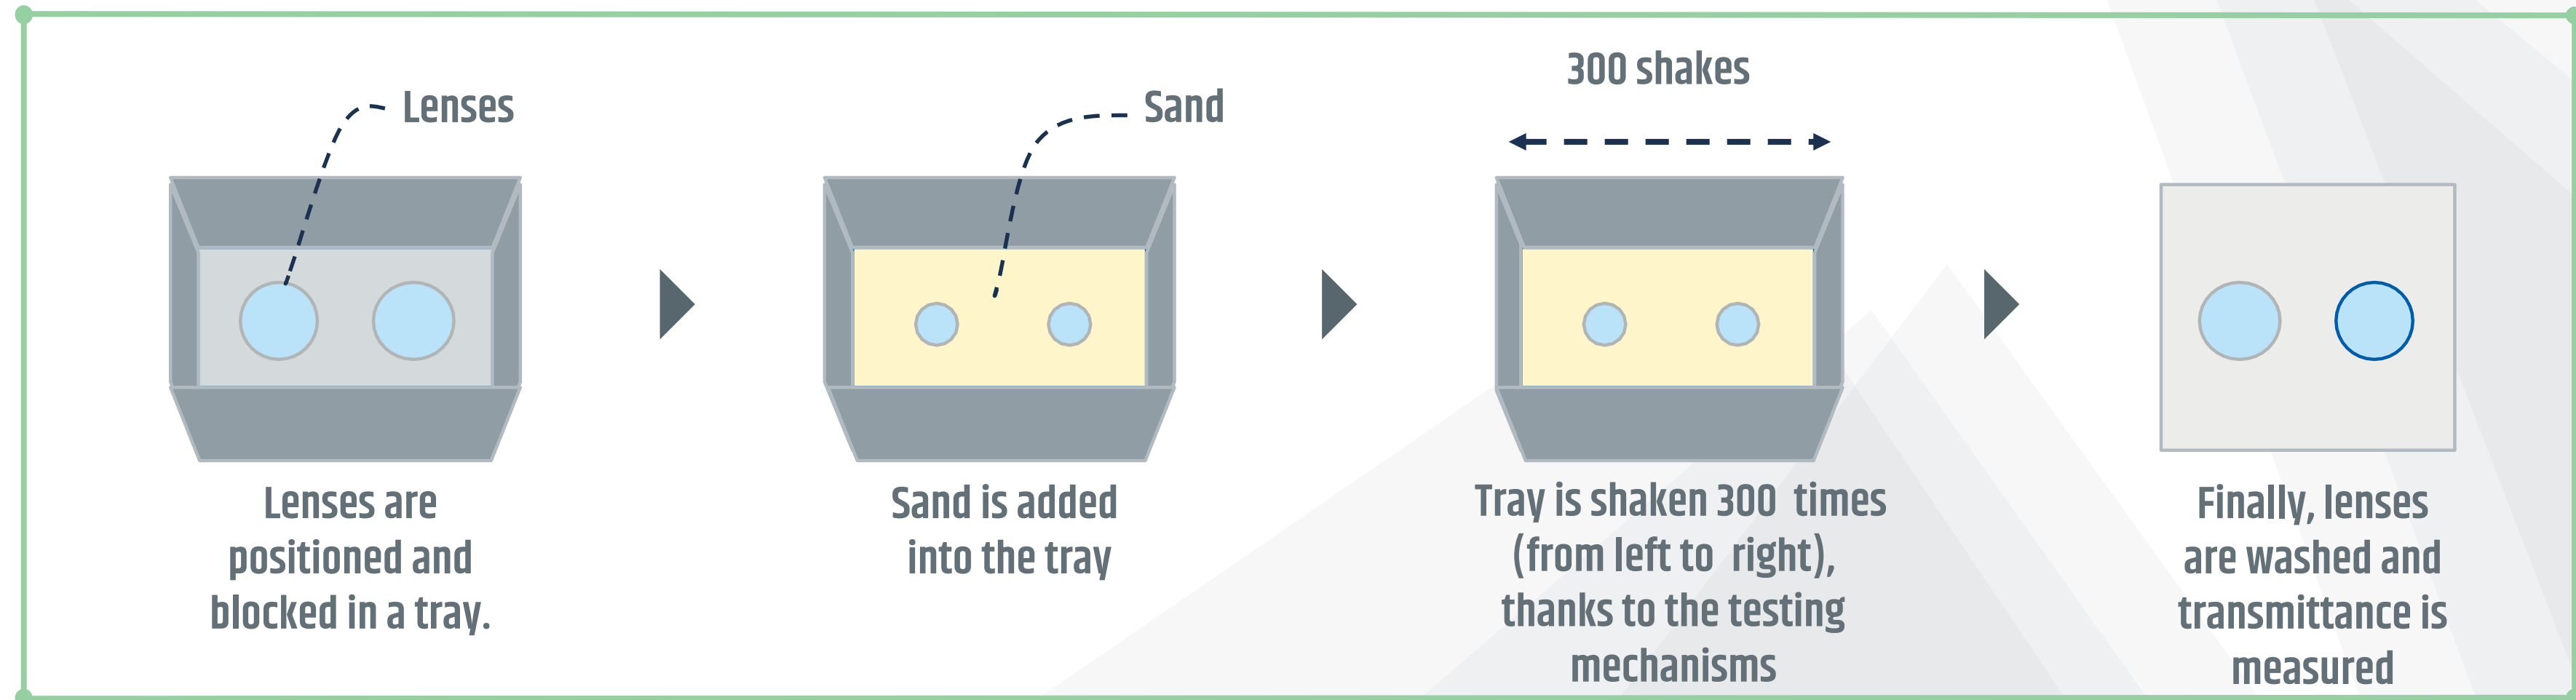 Lenses
Sand
300 shakes
Lenses are
positioned and
blocked in a tray.
Sand is added
into the tray
Tray is shaken 300  times
(from left to  right),
thanks to the testing
mechanisms
Finally, lenses
are washed and
transmittance is
measured